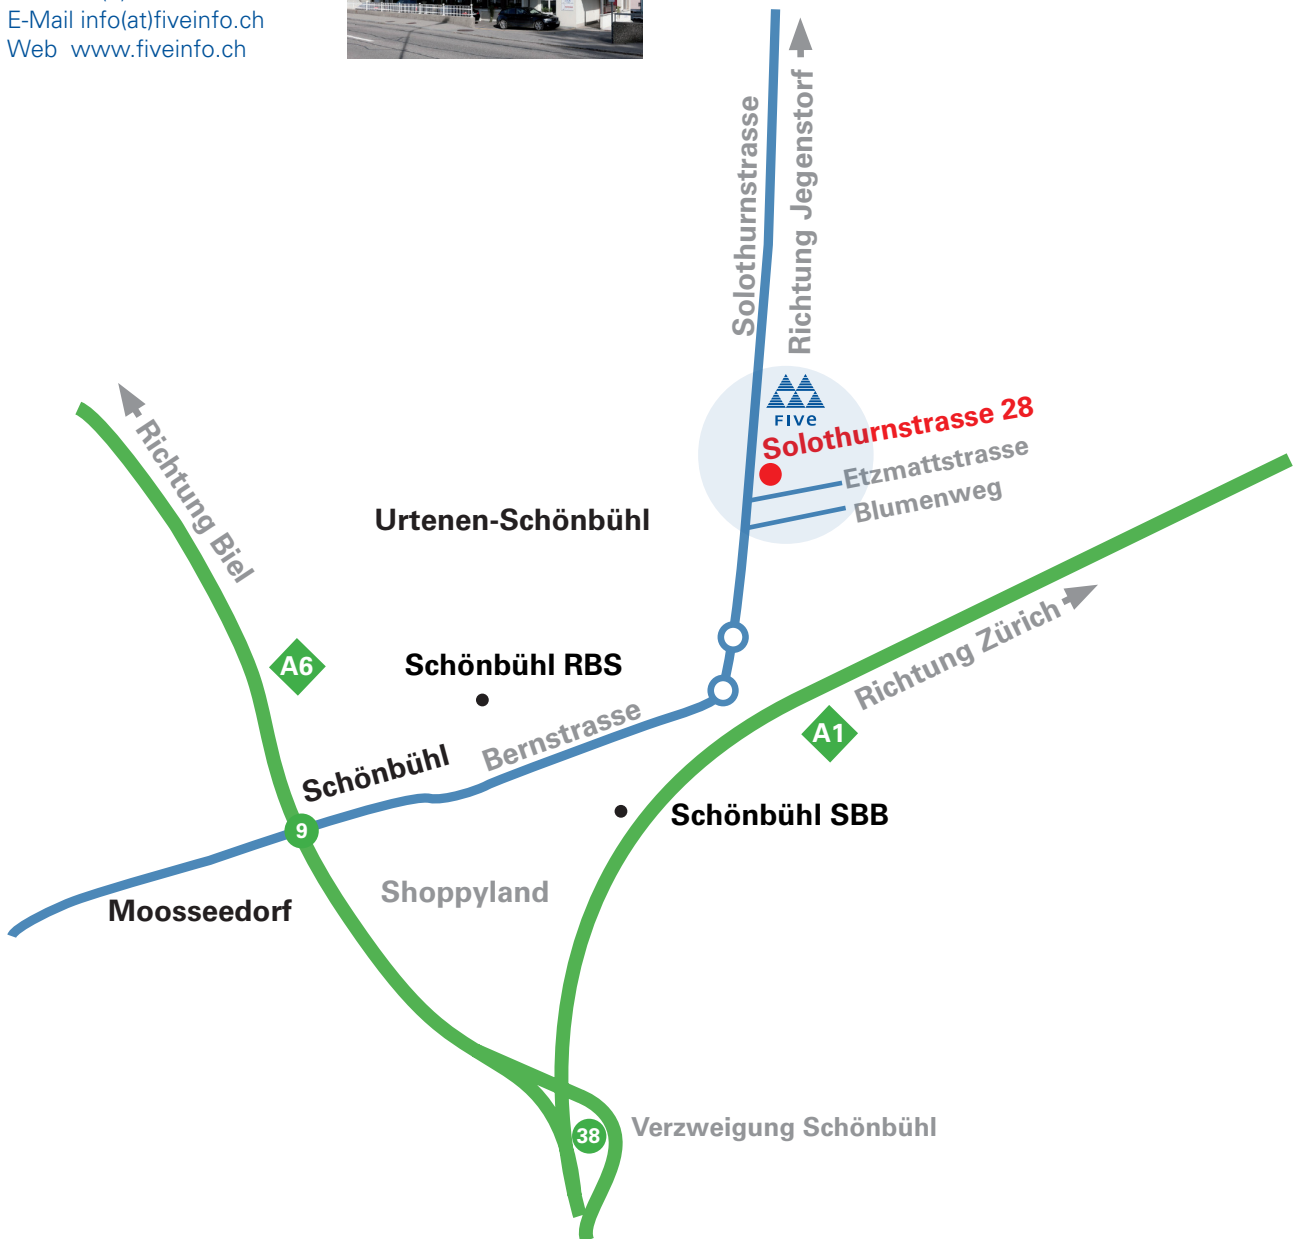 E-Mail info(at)fiveinfo.ch
Web www.fiveinfo.ch
Solothurnstrasse
Richtung Jegenstorf
FIVE
Solothurnstrasse 28
Etzmattstrasse
Blumenweg
Richtung Biel
Urtenen-Schönbühl
Richtung Zürich
A6
Schönbühl RBS
A1
Bernstrasse
Schönbühl
9
Schönbühl SBB
Shoppyland
Moosseedorf
38
Verzweigung Schönbühl